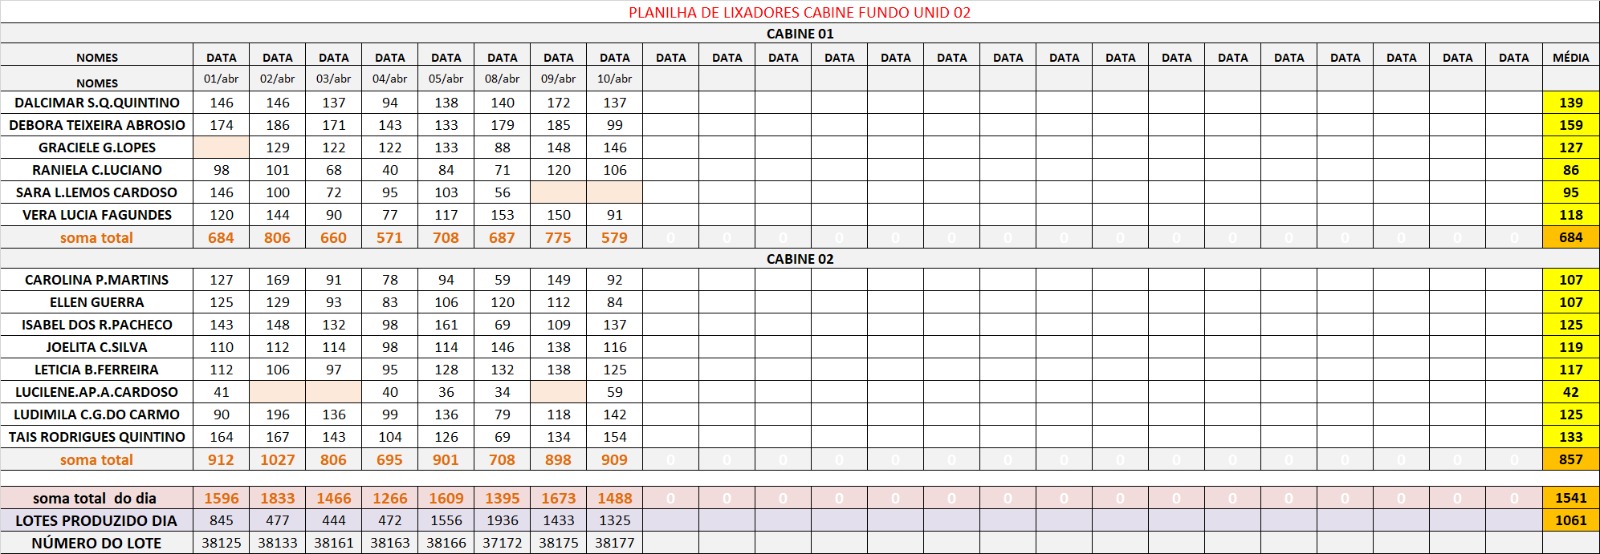 PLANILHA DE LIXADORES CABINE FUNDO UNID 02
CABINE 01
NOMES DATA DATA DATA DATA DATA DATA DATA DATA DATA DATA DATA DATA DATA DATA DATA DATA DATA DATA DATA DATA DATA DATA DATA DATA MÉDIA
NOMES 01/abr 02/abr 03/abr 04/abr 05/abr 08/abr 09/abr 10/abr
DALCIMAR S.Q.QUINTINO 146 146 137 94 138 140 172 137 139
DEBORA TEIXEIRA ABROSIO 174 186 171 143 133 179 185 99 159
GRACIELE G.LOPES 129 122 122 133 88 148 146 127
RANIELA C.LUCIANO 98 101 68 40 84 71 120 106 86
SARA L.LEMOS CARDOSO 146 100 72 95 103 56 95
VERA LUCIA FAGUNDES 120 144 90 77 117 153 150 91 118
soma total 684 806 660 571 708 687 775 579 0 0 0 0 0 0 0 0 0 0 0 0 0 0 0 0 684
CABINE 02
CAROLINA P.MARTINS 127 169 91 78 94 59 149 92 107
ELLEN GUERRA 125 129 93 83 106 120 112 84 107
ISABEL DOS R.PACHECO 143 148 132 98 161 69 109 137 125
JOELITA C.SILVA 110 112 114 98 114 146 138 116 119
LETICIA B.FERREIRA 112 106 97 95 128 132 138 125 117
LUCILENE.AP.A.CARDOSO 41 40 36 34 59 42
LUDIMILA C.G.DO CARMO 90 196 136 99 136 79 118 142 125
TAIS RODRIGUES QUINTINO 164 167 143 104 126 69 134 154 133
soma total 912 1027 806 695 901 708 898 909 0 0 0 0 0 0 0 0 0 0 0 0 0 0 0 0 857
soma total do dia 1596 1833 1466 1266 1609 1395 1673 1488 0 0 0 0 0 0 0 0 0 0 0 0 0 0 0 0 1541
LOTES PRODUZIDO DIA 845 477 444 472 1556 1936 1433 1325 1061
NÚMERO DO LOTE 38125 38133 38161 38163 38166 37172 38175 38177